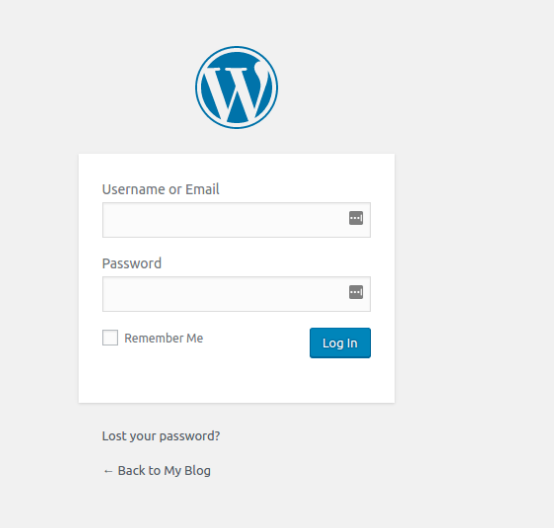 Username or Email
Password
Remember Me
Log In
Lost your password?
← Back to My Blog